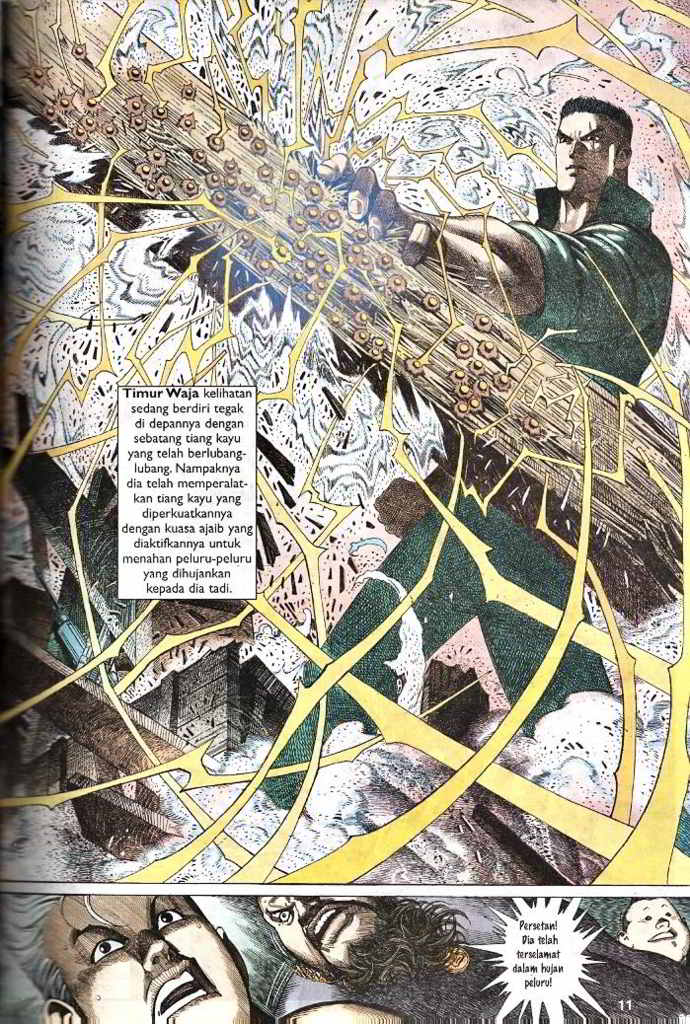 Timur Waja kelihatan
sedang berdiri tegak
di depannya dengan
sebatang tiang kayu
yang telah berlubang-
lubang. Nampaknya
dia telah memperalat-
kan tiang kayu yang
diperkuatkannya
dengan kuasa ajaib yang
diaktifkannya untuk
menahan peluru-peluru
yang dihujankan
kepada dia tadi.
Persetan!
Dia telah
terselamat
dalam hujan
peluru!
11